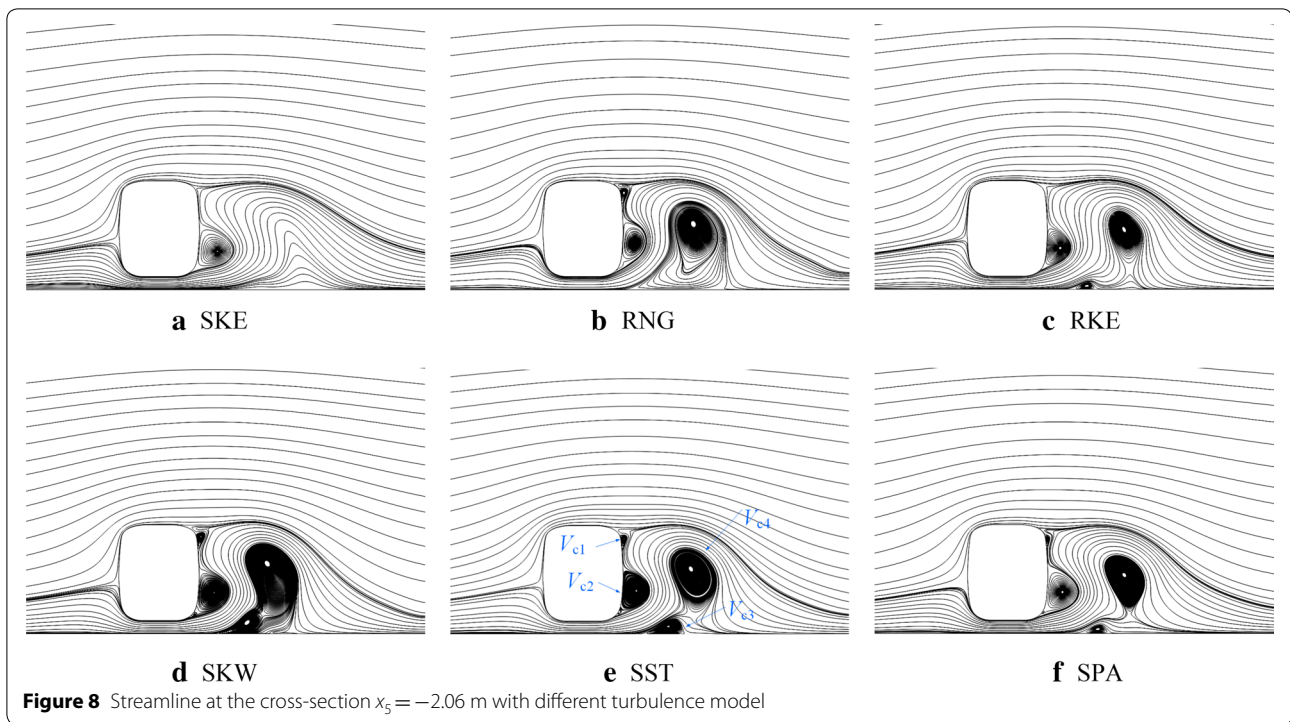 a SKE
b RNG
c RKE
d SKW
V_c1
V_c2
V_c4
V_c3
e SST
f SPA
Figure 8 Streamline at the cross-section x₅ = −2.06 m with different turbulence model